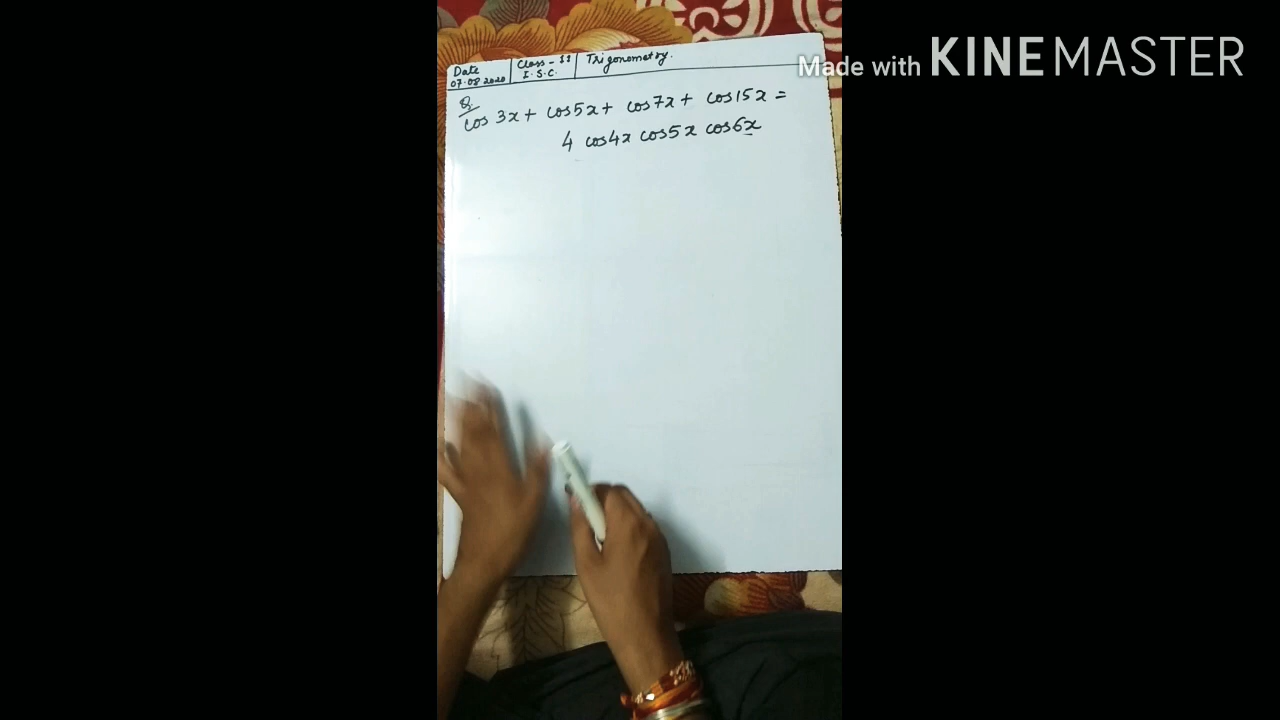 Made with KINEMASTER
Date
07.08.2020
Class - 11
I.S.C.
Trigonometry.
Q.
cos 3x + cos5x + cos7x + cos15x =
4 cos4x cos5x cos6x